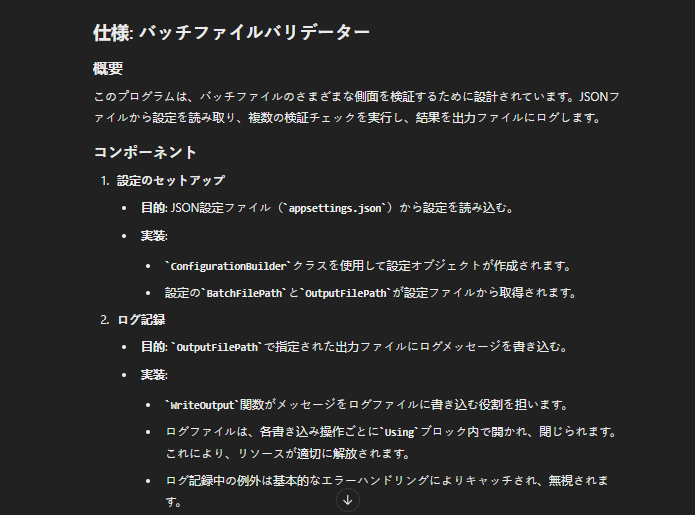 仕様: バッチファイルバリデーター
概要
このプログラムは、バッチファイルのさまざまな側面を検証するために設計されています。JSONフ
ァイルから設定を読み取り、複数の検証チェックを実行し、結果を出力ファイルにログします。
コンポーネント
1. 設定のセットアップ
• 目的: JSON設定ファイル（`appsettings.json`）から設定を読み込む。
• 実装:
• `ConfigurationBuilder`クラスを使用して設定オブジェクトが作成されます。
• 設定の`BatchFilePath`と`OutputFilePath`が設定ファイルから取得されます。
2. ログ記録
• 目的: `OutputFilePath`で指定された出力ファイルにログメッセージを書き込む。
• 実装:
• `WriteOutput`関数がメッセージをログファイルに書き込む役割を担います。
• ログファイルは、各書き込み操作ごとに`Using`ブロック内で開かれ、閉じられます。
これにより、リソースが適切に解放されます。
• ログ記録中の例外は基本的なエラーハンドリングによりキャッチされ、無視されま
す。